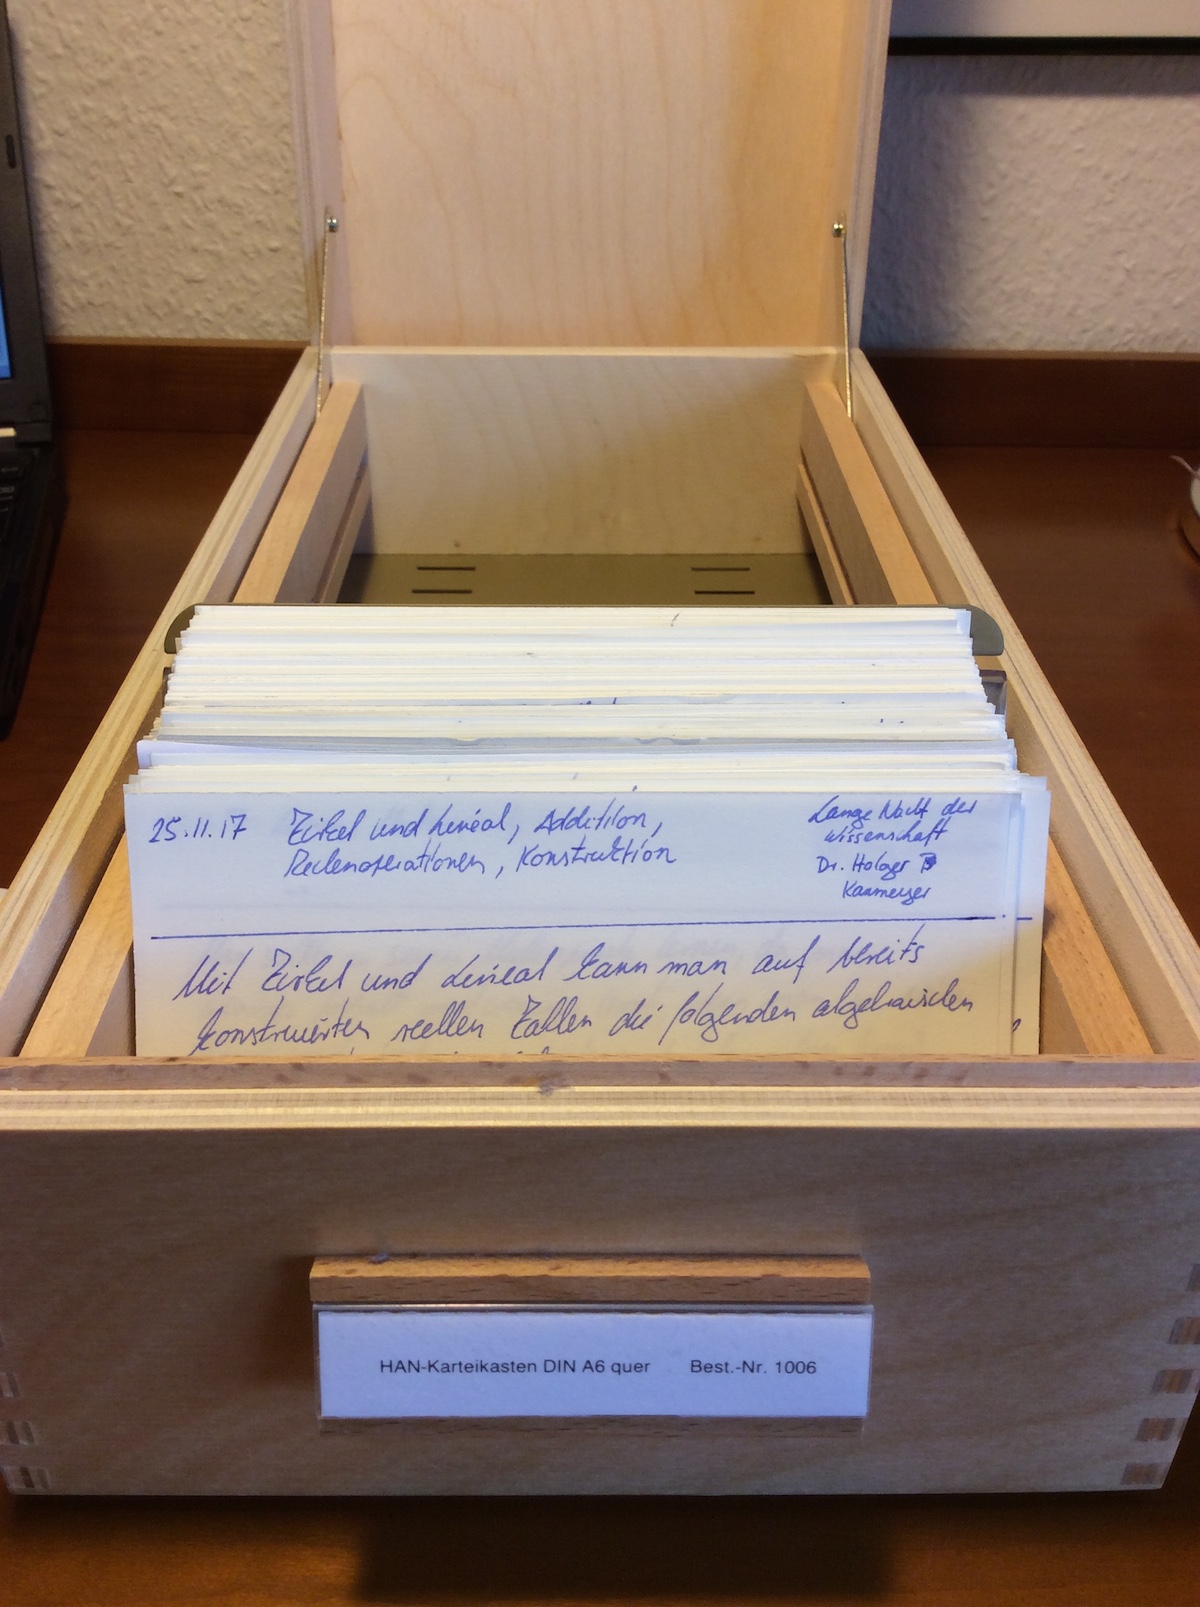 25.11.17 Zirkel und Lineal, Addition,
Rechenoperationen, Konstruktion
Lange Nacht der
Wissenschaft
Dr. Holger
Kammeyer
Mit Zirkel und Lineal kann man auf bereits
konstruierten reellen Zahlen die folgenden algebraischen
HAN-Karteikasten DIN A6 quer Best.-Nr. 1006